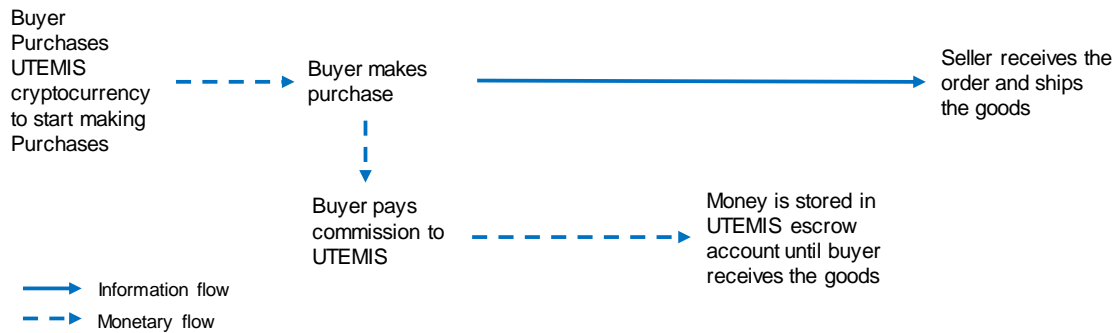 Buyer
Purchases
UTEMIS
cryptocurrency
to start making
Purchases
Buyer makes
purchase
Seller receives the
order and ships
the goods
Buyer pays
commission to
UTEMIS
Money is stored in
UTEMIS escrow
account until buyer
receives the goods
Information flow
Monetary flow